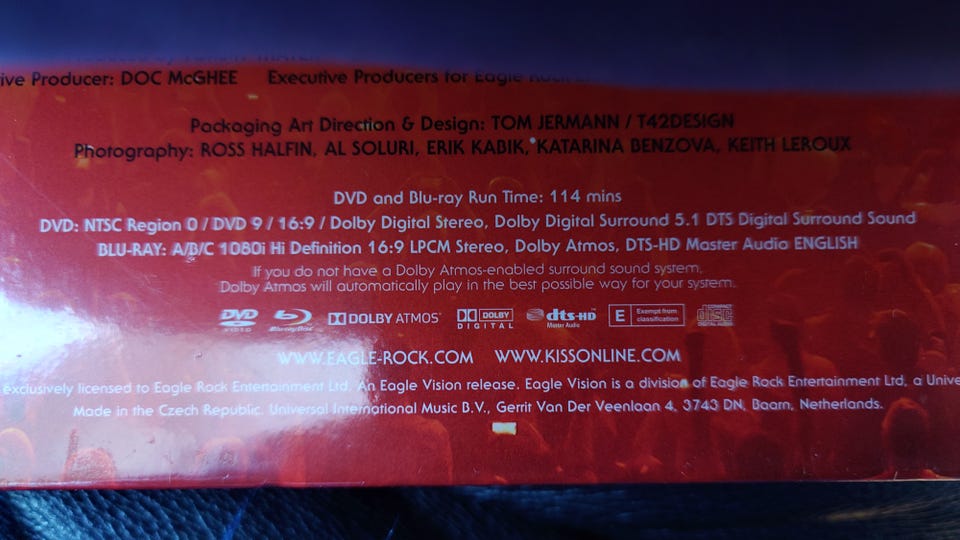 ive Producer: DOC McGHEE Executive Producers for Eagle Rock
Packaging Art Direction & Design: TOM JERMANN / T42DESIGN
Photography: ROSS HALFIN, AL SOLURI, ERIK KABIK, KATARINA BENZOVA, KEITH LEROUX
DVD and Blu-ray Run Time: 114 mins
DVD: NTSC Region 0 / DVD 9 / 16:9 / Dolby Digital Stereo, Dolby Digital Surround 5.1 DTS Digital Surround Sound
BLU-RAY: A/B/C 1080i Hi Definition 16:9 LPCM Stereo, Dolby Atmos, DTS-HD Master Audio ENGLISH
If you do not have a Dolby Atmos-enabled surround sound system,
Dolby Atmos will automatically play in the best possible way for your system.
DVD VIDEO Blu-ray Disc DOLBY ATMOS DOLBY DIGITAL dts-HD Master Audio E Exempt from classification COMPACT disc DIGITAL AUDIO
WWW.EAGLE-ROCK.COM WWW.KISSONLINE.COM
exclusively licensed to Eagle Rock Entertainment Ltd. An Eagle Vision release. Eagle Vision is a division of Eagle Rock Entertainment Ltd, a Unive
Made in the Czech Republic. Universal International Music B.V., Gerrit Van Der Veenlaan 4, 3743 DN, Baarn, Netherlands.